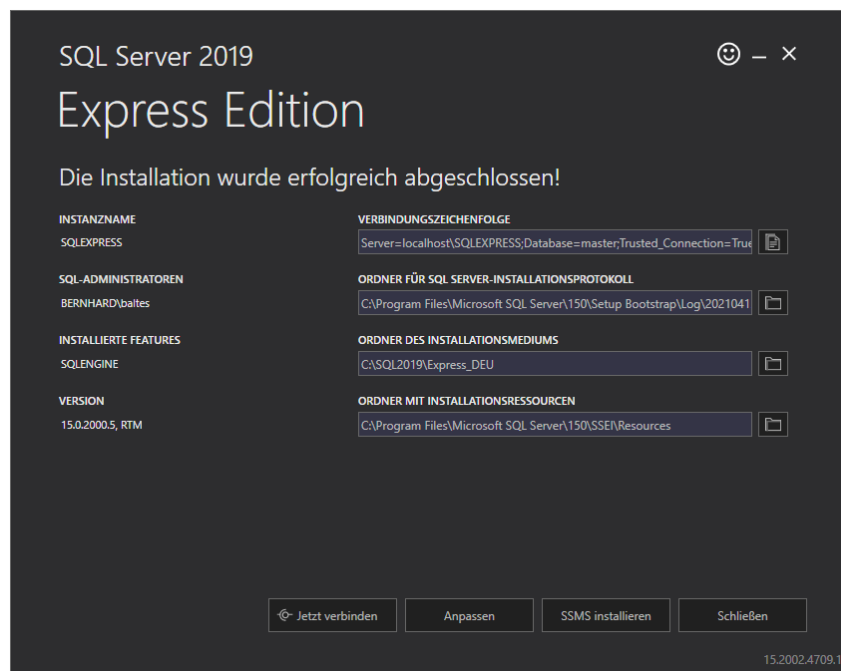 SQL Server 2019
Express Edition
Die Installation wurde erfolgreich abgeschlossen!
INSTANZNAME
SQLEXPRESS
VERBINDUNGSZEICHENFOLGE
Server=localhost\SQLEXPRESS;Database=master;Trusted_Connection=True
SQL-ADMINISTRATOREN
BERNHARD\baltes
ORDNER FÜR SQL SERVER-INSTALLATIONSPROTOKOLL
C:\Program Files\Microsoft SQL Server\150\Setup Bootstrap\Log\2021041
INSTALLIERTE FEATURES
SQLENGINE
ORDNER DES INSTALLATIONSMEDIUMS
C:\SQL2019\Express_DEU
VERSION
15.0.2000.5, RTM
ORDNER MIT INSTALLATIONSRESSOURCEN
C:\Program Files\Microsoft SQL Server\150\SSEI\Resources
Jetzt verbinden
Anpassen
SSMS installieren
Schließen
15.2002.4709.1